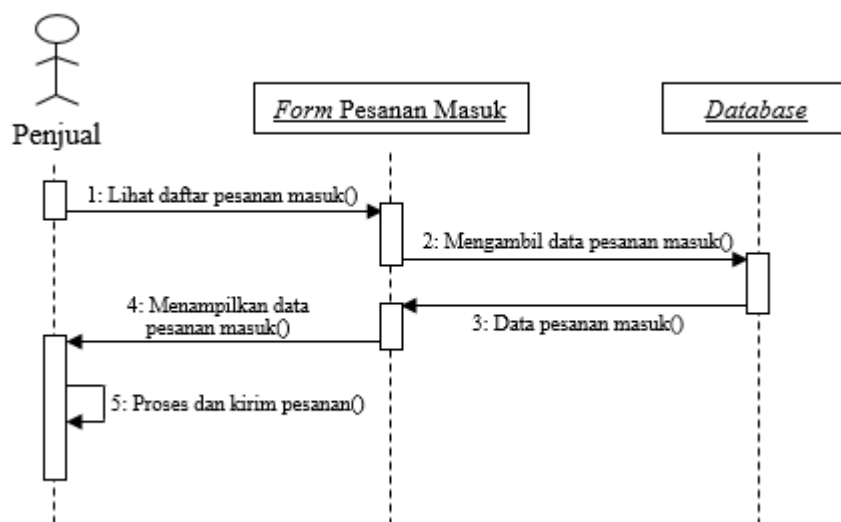 Penjual
Form Pesanan Masuk
Database
1: Lihat daftar pesanan masuk()
2: Mengambil data pesanan masuk()
3: Data pesanan masuk()
4: Menampilkan data
pesanan masuk()
5: Proses dan kirim pesanan()